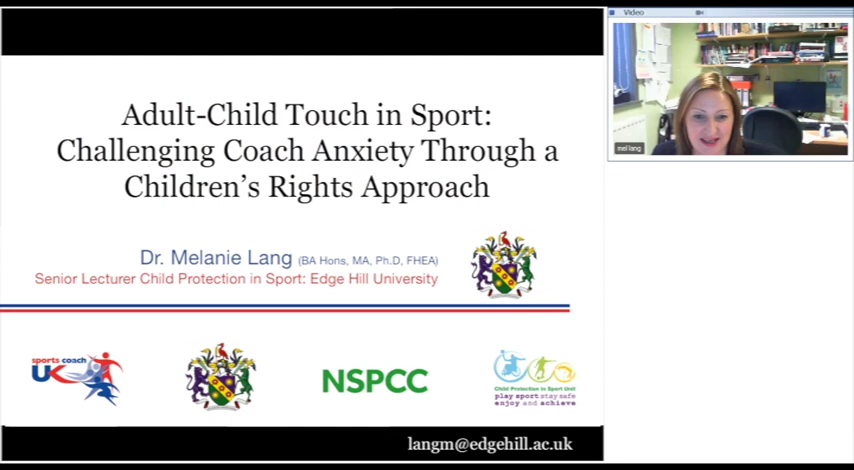 Video
Adult-Child Touch in Sport:
Challenging Coach Anxiety Through a
Children's Rights Approach
mel lang
Dr. Melanie Lang (BA Hons, MA, Ph.D, FHEA)
Senior Lecturer Child Protection in Sport: Edge Hill University
sports coach
UK
NSPCC
Child Protection in Sport Unit
play sport stay safe
enjoy and achieve
langm@edgehill.ac.uk